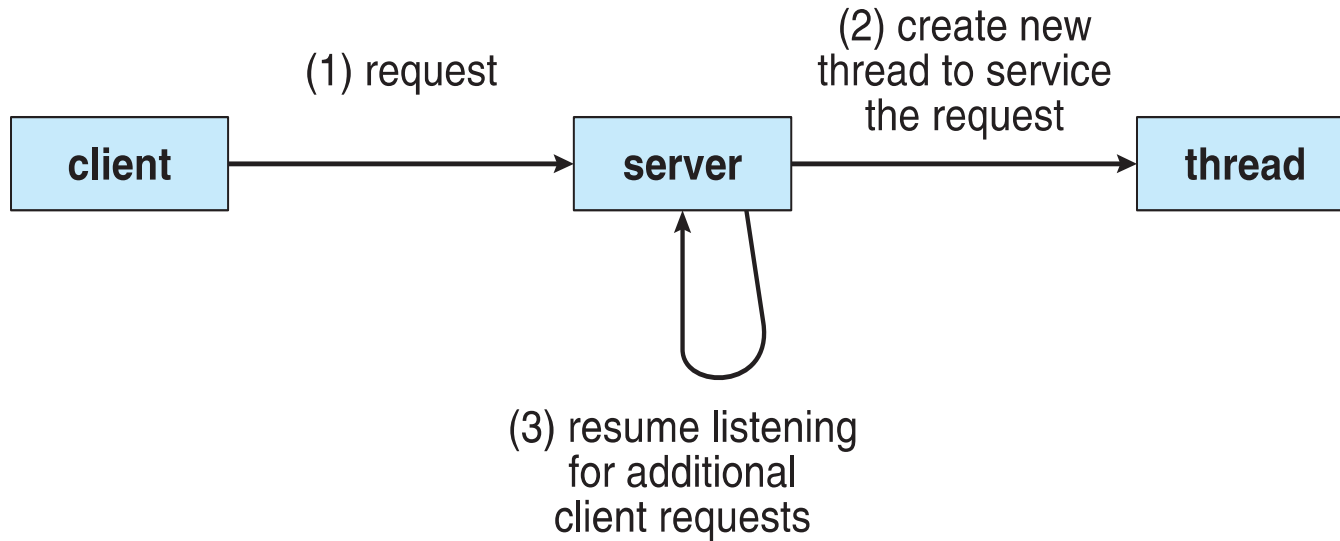 (1) request
(2) create new
thread to service
the request
client
server
thread
(3) resume listening
for additional
client requests